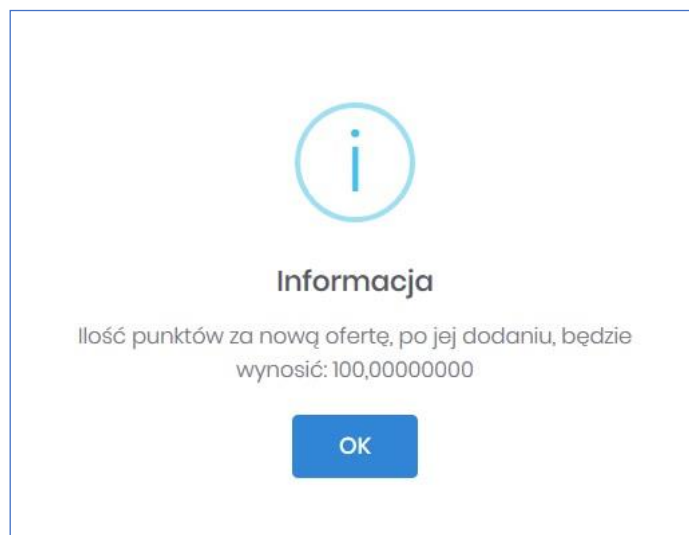 Informacja
Ilość punktów za nową ofertę, po jej dodaniu, będzie
wynosić: 100,00000000
OK